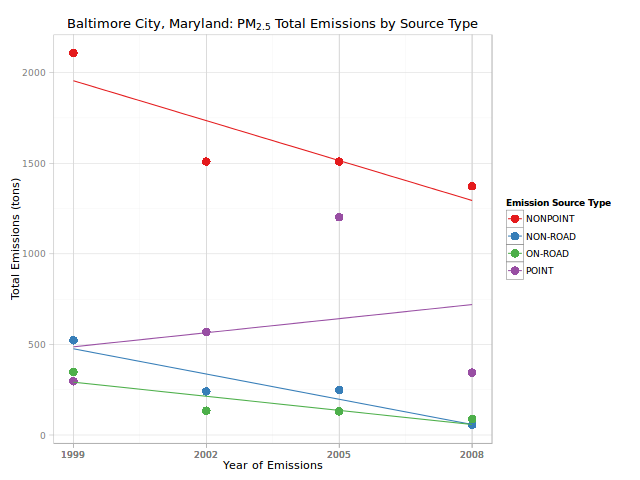 Baltimore City, Maryland: PM2.5 Total Emissions by Source Type
2000
1500
1000
500
0
Total Emissions (tons)
1999 2002 2005 2008
Year of Emissions
Emission Source Type
NONPOINT
NON-ROAD
ON-ROAD
POINT